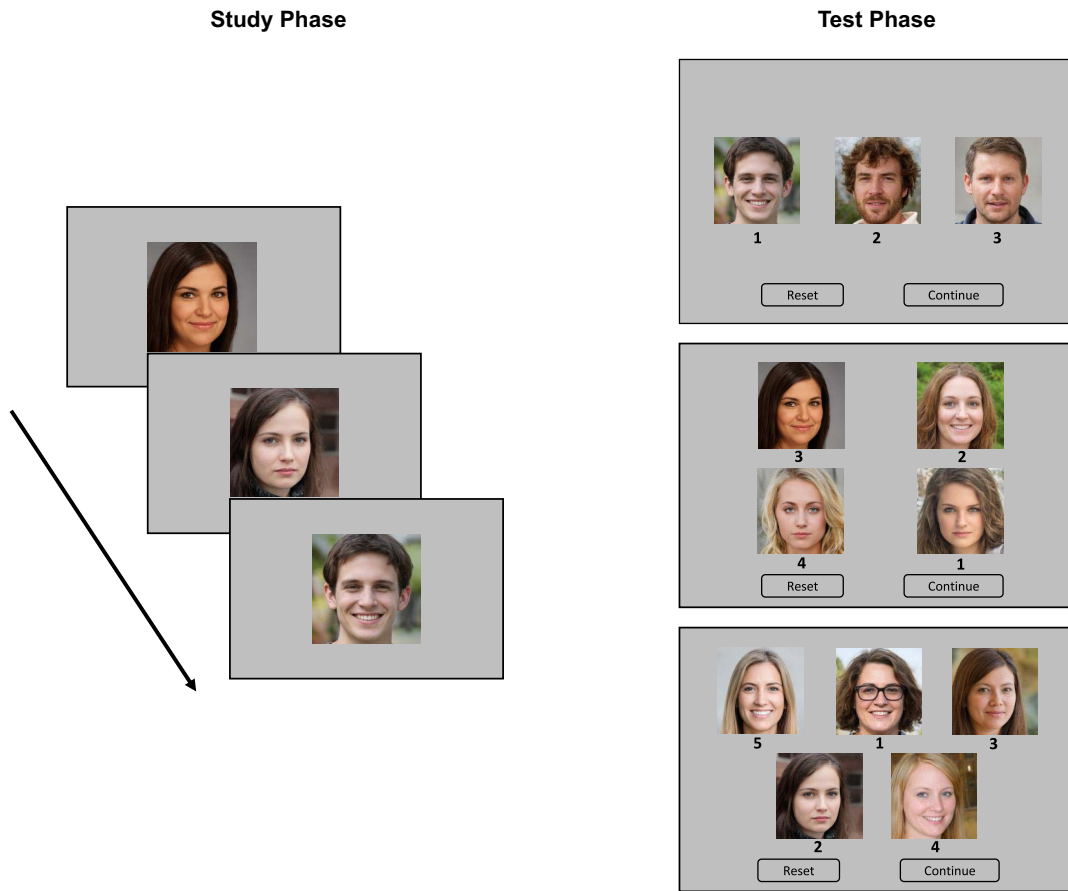 Study Phase
Test Phase
1 2 3
Reset Continue
3 2
4 1
Reset Continue
5 1 3
2 4
Reset Continue